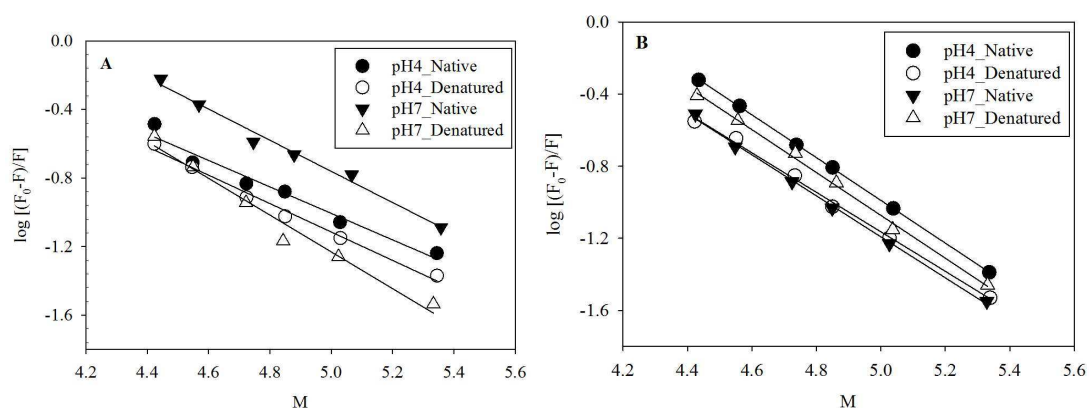 A
pH4_Native
pH4_Denatured
pH7_Native
pH7_Denatured
0.0
-0.4
-0.8
-1.2
-1.6
log [(F₀-F)/F]
4.2 4.4 4.6 4.8 5.0 5.2 5.4 5.6
M
B
pH4_Native
pH4_Denatured
pH7_Native
pH7_Denatured
0.0
-0.4
-0.8
-1.2
-1.6
log [(F₀-F)/F]
4.2 4.4 4.6 4.8 5.0 5.2 5.4 5.6
M